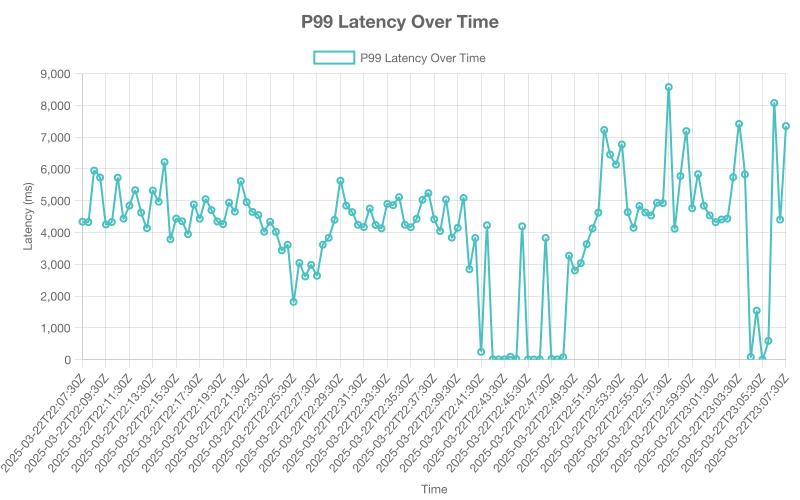 P99 Latency Over Time
P99 Latency Over Time
9,000
8,000
7,000
6,000
5,000
4,000
3,000
2,000
1,000
0
Latency (ms)
2025-03-22T22:07:30Z
2025-03-22T22:09:30Z
2025-03-22T22:11:30Z
2025-03-22T22:13:30Z
2025-03-22T22:15:30Z
2025-03-22T22:17:30Z
2025-03-22T22:19:30Z
2025-03-22T22:21:30Z
2025-03-22T22:23:30Z
2025-03-22T22:25:30Z
2025-03-22T22:27:30Z
2025-03-22T22:29:30Z
2025-03-22T22:31:30Z
2025-03-22T22:33:30Z
2025-03-22T22:35:30Z
2025-03-22T22:37:30Z
2025-03-22T22:39:30Z
2025-03-22T22:41:30Z
2025-03-22T22:43:30Z
2025-03-22T22:45:30Z
2025-03-22T22:47:30Z
2025-03-22T22:49:30Z
2025-03-22T22:51:30Z
2025-03-22T22:53:30Z
2025-03-22T22:55:30Z
2025-03-22T22:57:30Z
2025-03-22T22:59:30Z
2025-03-22T23:01:30Z
2025-03-22T23:03:30Z
2025-03-22T23:05:30Z
2025-03-22T23:07:30Z
Time